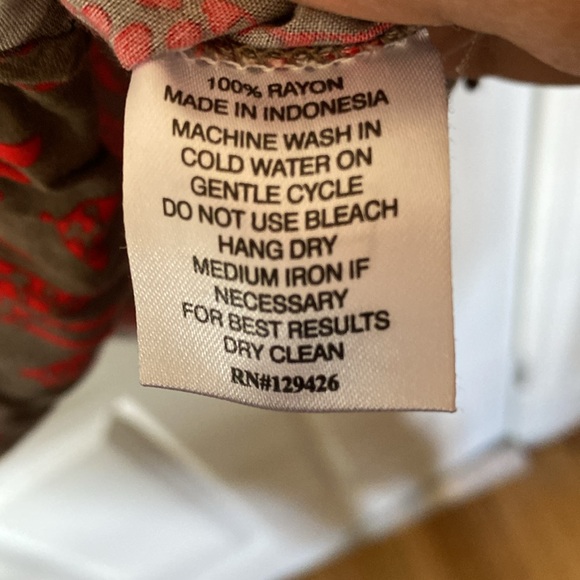 100% RAYON
MADE IN INDONESIA
MACHINE WASH IN
COLD WATER ON
GENTLE CYCLE
DO NOT USE BLEACH
HANG DRY
MEDIUM IRON IF
NECESSARY
FOR BEST RESULTS
DRY CLEAN
RN#129426